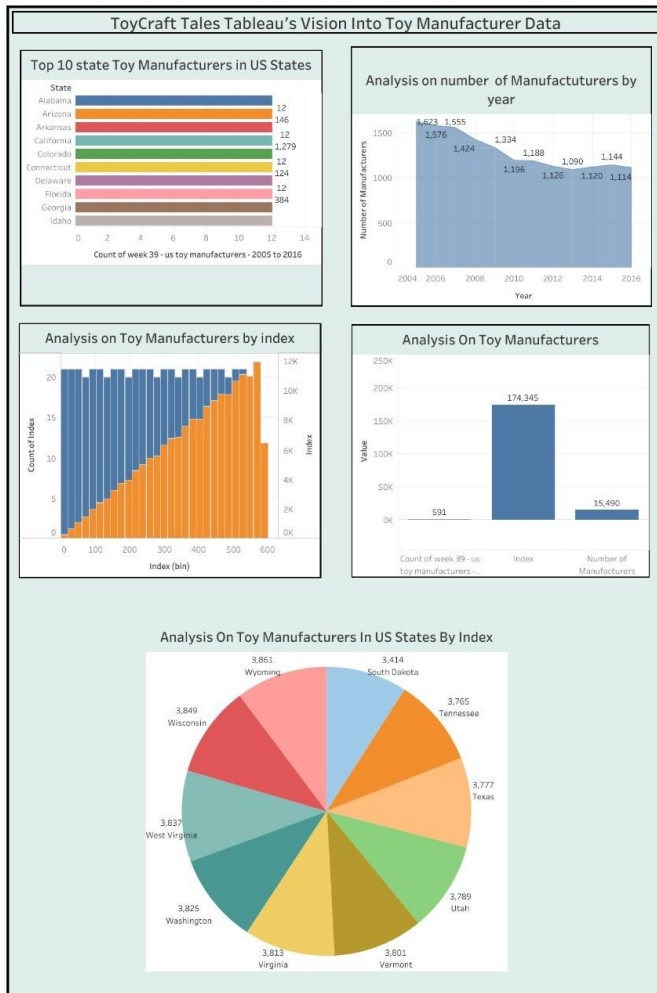 ToyCraft Tales Tableau's Vision Into Toy Manufacturer Data
Top 10 state Toy Manufacturers in US States
State
Alabama
Arizona
Arkansas
California
Colorado
Connecticut
Delaware
Florida
Georgia
Idaho
12
146
12
1,279
12
124
12
384
0 2 4 6 8 10 12 14
Count of week 39 - us toy manufacturers - 2005 to 2016
Analysis on number of Manufactuturers by
year
Number of Manufacturers
1500
1000
500
0
1,623
1,576
1,555
1,424
1,334
1,196
1,188
1,126
1,090
1,120
1,144
1,114
2004 2006 2008 2010 2012 2014 2016
Year
Analysis on Toy Manufacturers by index
Count of Index
20
15
10
5
0
12K
10K
8K
6K
4K
2K
0K
Index
0 100 200 300 400 500 600
Index (bin)
Analysis On Toy Manufacturers
Value
250K
200K
150K
100K
50K
0K
591
174,345
15,490
Count of week 39 - us
toy manufacturers -..
Index
Number of
Manufacturers
Analysis On Toy Manufacturers In US States By Index
3,861
Wyoming
3,414
South Dakota
3,849
Wisconsin
3,765
Tennessee
3,837
West Virginia
3,777
Texas
3,825
Washington
3,789
Utah
3,813
Virginia
3,801
Vermont